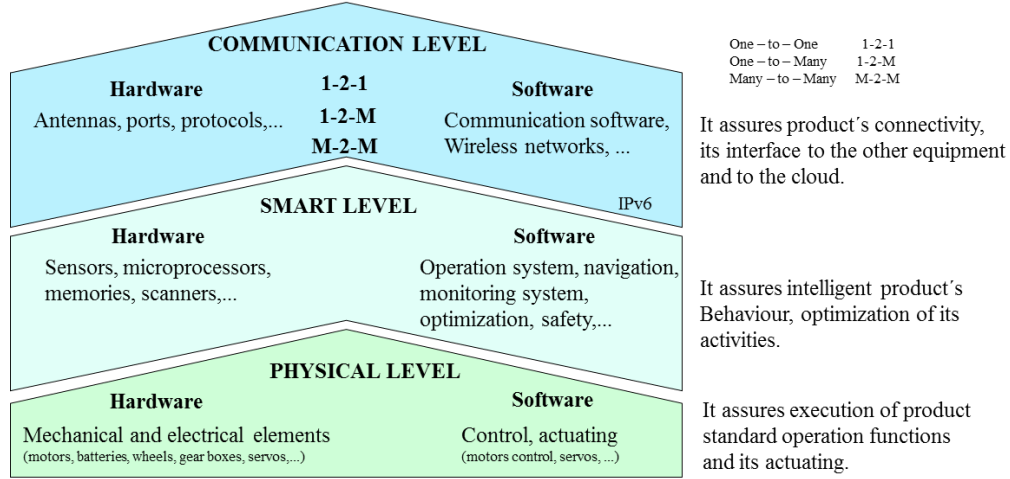 COMMUNICATION LEVEL
Hardware
Antennas, ports, protocols,...
1-2-1
1-2-M
M-2-M
Software
Communication software,
Wireless networks, ...
IPv6
One – to – One 1-2-1
One – to – Many 1-2-M
Many – to – Many M-2-M
It assures product´s connectivity,
its interface to the other equipment
and to the cloud.
SMART LEVEL
Hardware
Sensors, microprocessors,
memories, scanners,...
Software
Operation system, navigation,
monitoring system,
optimization, safety,...
It assures intelligent product´s
Behaviour, optimization of its
activities.
PHYSICAL LEVEL
Hardware
Mechanical and electrical elements
(motors, batteries, wheels, gear boxes, servos,...)
Software
Control, actuating
(motors control, servos, ...)
It assures execution of product
standard operation functions
and its actuating.